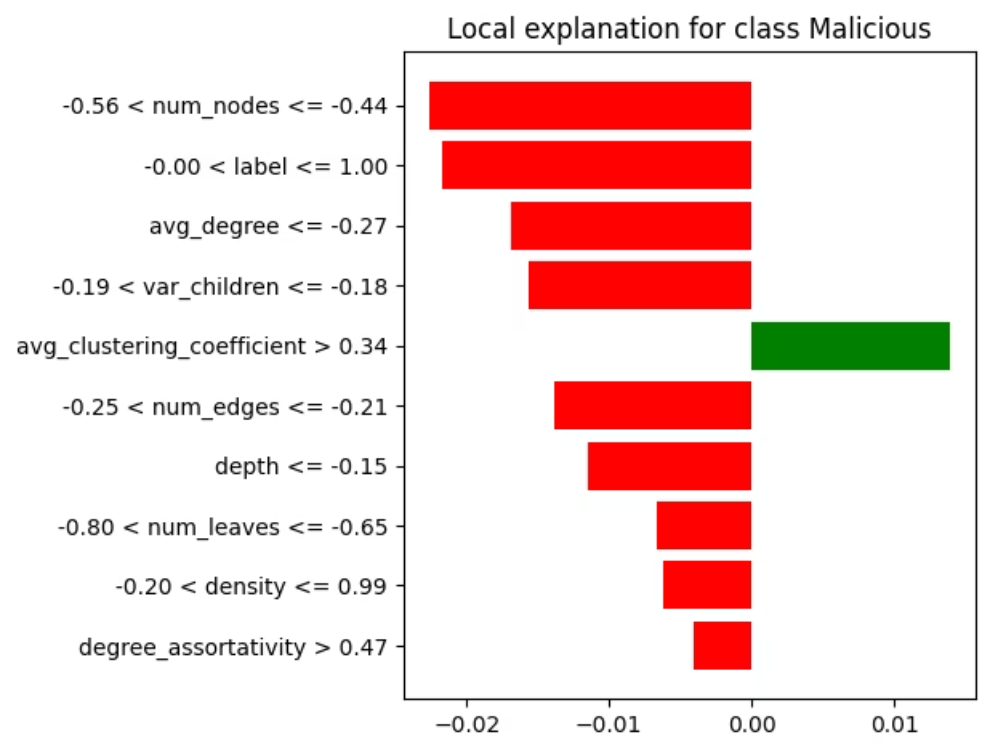 Local explanation for class Malicious
-0.56 < num_nodes <= -0.44
-0.00 < label <= 1.00
avg_degree <= -0.27
-0.19 < var_children <= -0.18
avg_clustering_coefficient > 0.34
-0.25 < num_edges <= -0.21
depth <= -0.15
-0.80 < num_leaves <= -0.65
-0.20 < density <= 0.99
degree_assortativity > 0.47
−0.02 −0.01 0.00 0.01